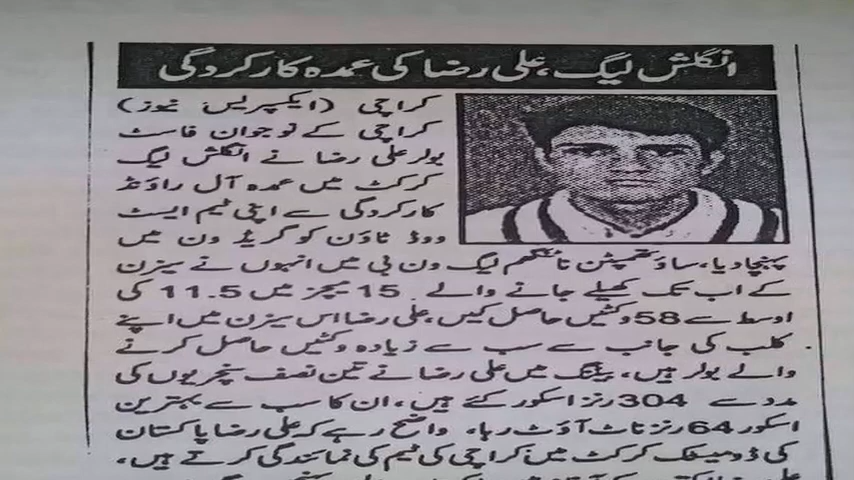 انگلش لیگ، علی رضا کی عمدہ کارکردگی
کراچی (ایکسپریس نیوز)
کراچی کے نوجوان فاسٹ
بولر علی رضا نے انگلش لیگ
کرکٹ میں عمدہ آل راؤنڈ
کارکردگی سے اپنی ٹیم ایسٹ
ووڈ ٹاؤن کو گریڈ ون میں
پہنچا دیا، ساؤتھمپٹن ناٹنگھم لیگ ون بی میں انہوں نے سیزن
کے اب تک کھیلے جانے والے 15 میچز میں 11.5 کی
اوسط سے 58 وکٹیں حاصل کیں، علی رضا اس سیزن میں اپنے
کلب کی جانب سے سب سے زیادہ وکٹیں حاصل کرنے
والے بولر ہیں، بیٹنگ میں علی رضا نے تین نصف سنچریوں کی
مدد سے 304 رنز اسکور کئے ہیں، ان کا سب سے بہترین
اسکور 64 رنز ناٹ آؤٹ رہا۔ واضح رہے کہ علی رضا پاکستان
کی ڈومیسٹک کرکٹ میں کراچی کی ٹیم کی نمائندگی کرتے ہیں،